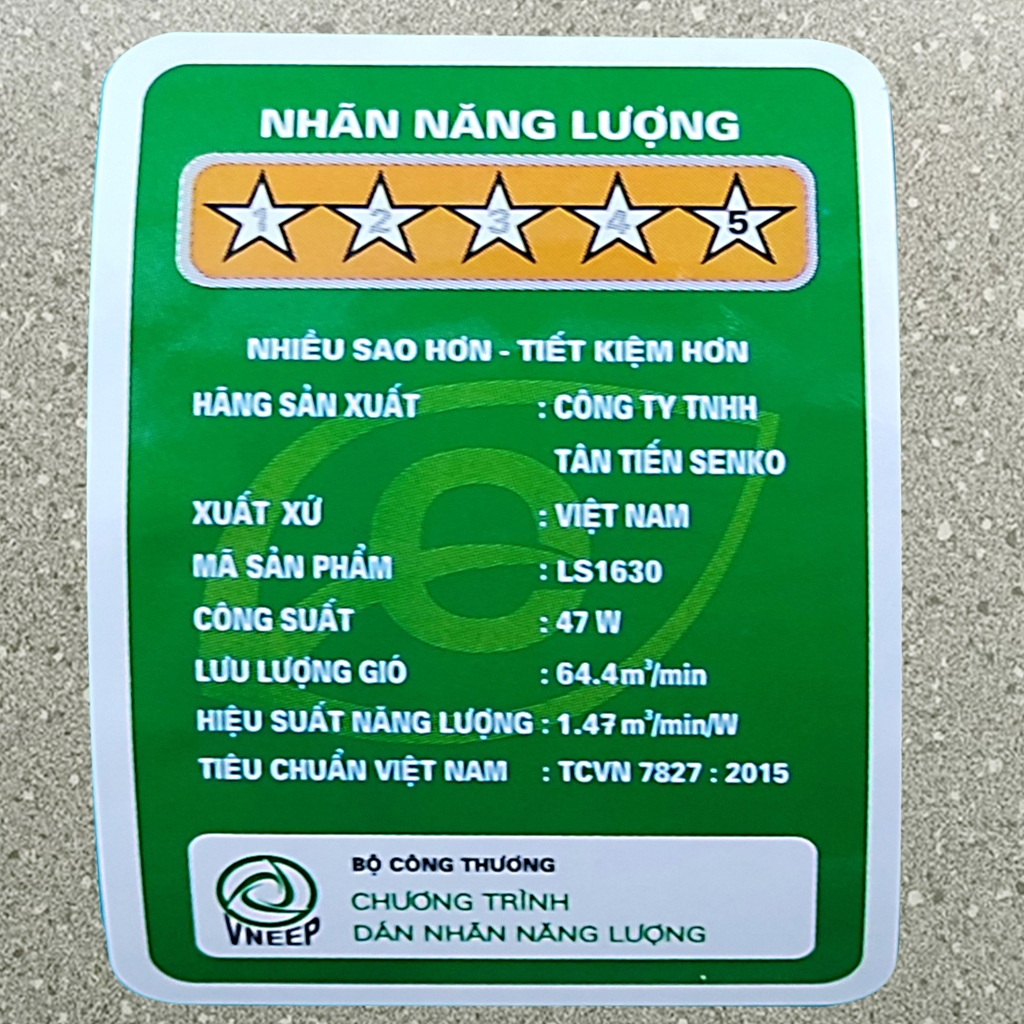 NHÃN NĂNG LƯỢNG
1 2 3 4 5
NHIỀU SAO HƠN - TIẾT KIỆM HƠN
HÃNG SẢN XUẤT : CÔNG TY TNHH
TÂN TIẾN SENKO
XUẤT XỨ : VIỆT NAM
MÃ SẢN PHẨM : LS1630
CÔNG SUẤT : 47 W
LƯU LƯỢNG GIÓ : 64.4m³/min
HIỆU SUẤT NĂNG LƯỢNG : 1.47 m³/min/W
TIÊU CHUẨN VIỆT NAM : TCVN 7827 : 2015
BỘ CÔNG THƯƠNG
CHƯƠNG TRÌNH
DÁN NHÃN NĂNG LƯỢNG
VNEEP